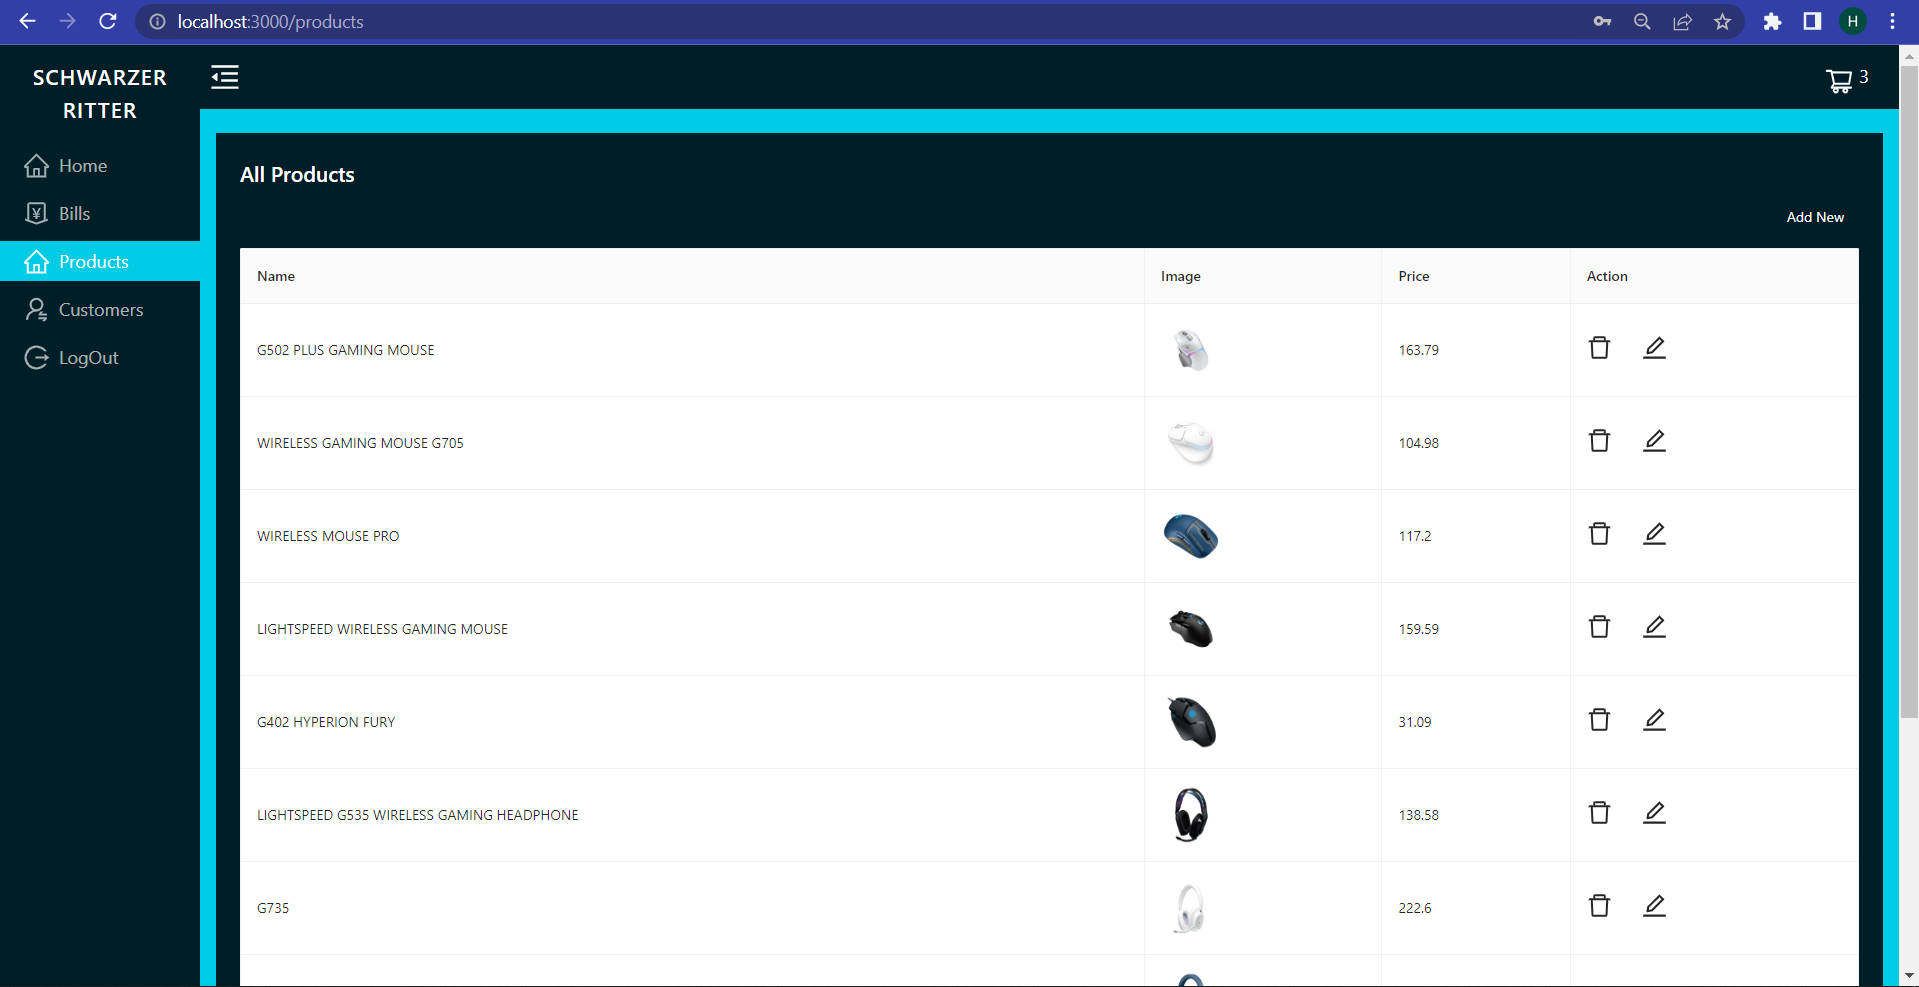 localhost:3000/products
H
SCHWARZER
RITTER
3
Home
Bills
Products
Customers
LogOut
All Products
Add New
Name Image Price Action
G502 PLUS GAMING MOUSE 163.79
WIRELESS GAMING MOUSE G705 104.98
WIRELESS MOUSE PRO 117.2
LIGHTSPEED WIRELESS GAMING MOUSE 159.59
G402 HYPERION FURY 31.09
LIGHTSPEED G535 WIRELESS GAMING HEADPHONE 138.58
G735 222.6